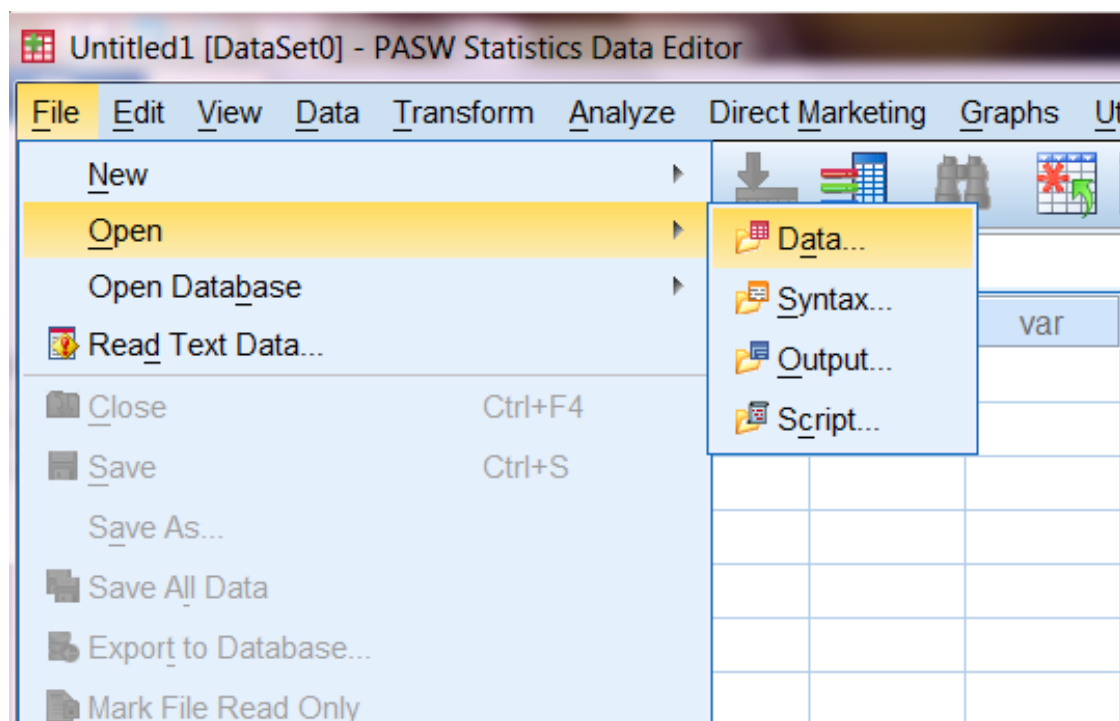 Untitled1 [DataSet0] - PASW Statistics Data Editor
File Edit View Data Transform Analyze Direct Marketing Graphs Ut
New
Open
Open Database
Read Text Data...
Close Ctrl+F4
Save Ctrl+S
Save As...
Save All Data
Export to Database...
Mark File Read Only
Data...
Syntax...
Output...
Script...
var